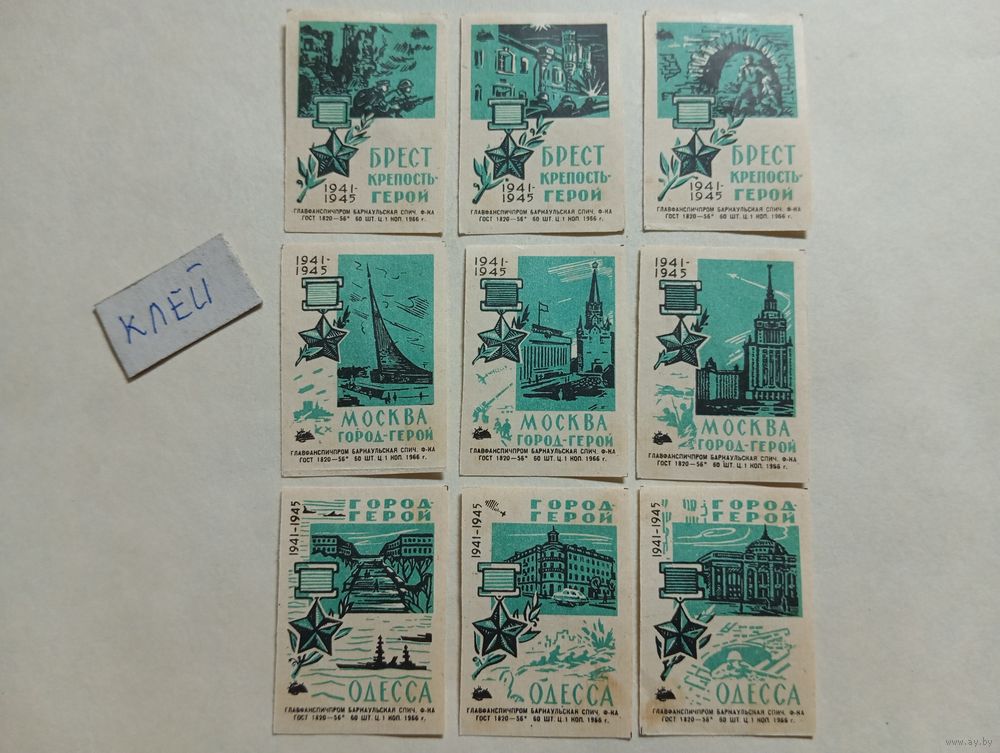 БРЕСТ
КРЕПОСТЬ-
ГЕРОЙ
1941-
1945
ГЛАВФАНСПИЧПРОМ БАРНАУЛЬСКАЯ СПИЧ. Ф-КА
ГОСТ 1820—56* 60 ШТ. Ц. 1 КОП. 1966 г.
БРЕСТ
КРЕПОСТЬ-
ГЕРОЙ
1941-
1945
ГЛАВФАНСПИЧПРОМ БАРНАУЛЬСКАЯ СПИЧ. Ф-КА
ГОСТ 1820—56* 60 ШТ. Ц. 1 КОП. 1966 г.
БРЕСТ
КРЕПОСТЬ-
ГЕРОЙ
1941-
1945
ГЛАВФАНСПИЧПРОМ БАРНАУЛЬСКАЯ СПИЧ. Ф-КА
ГОСТ 1820—56* 60 ШТ. Ц. 1 КОП. 1966 г.
КЛЕЙ
1941-
1945
МОСКВА
ГОРОД-ГЕРОЙ
ГЛАВФАНСПИЧПРОМ БАРНАУЛЬСКАЯ СПИЧ. Ф-КА
ГОСТ 1820—56* 60 ШТ. Ц. 1 КОП. 1966 г.
1941-
1945
МОСКВА
ГОРОД-ГЕРОЙ
ГЛАВФАНСПИЧПРОМ БАРНАУЛЬСКАЯ СПИЧ. Ф-КА
ГОСТ 1820—56* 60 ШТ. Ц. 1 КОП. 1966 г.
1941-
1945
МОСКВА
ГОРОД-ГЕРОЙ
ГЛАВФАНСПИЧПРОМ БАРНАУЛЬСКАЯ СПИЧ. Ф-КА
ГОСТ 1820—56* 60 ШТ. Ц. 1 КОП. 1966 г.
ГОРОД-
ГЕРОЙ
1941-1945
ОДЕССА
ГЛАВФАНСПИЧПРОМ БАРНАУЛЬСКАЯ СПИЧ. Ф-КА
ГОСТ 1820—56* 60 ШТ. Ц. 1 КОП. 1966 г.
ГОРОД-
ГЕРОЙ
1941-1945
ОДЕССА
ГЛАВФАНСПИЧПРОМ БАРНАУЛЬСКАЯ СПИЧ. Ф-КА
ГОСТ 1820—56* 60 ШТ. Ц. 1 КОП. 1966 г.
ГОРОД-
ГЕРОЙ
1941-1945
ОДЕССА
ГЛАВФАНСПИЧПРОМ БАРНАУЛЬСКАЯ СПИЧ. Ф-КА
ГОСТ 1820—56* 60 ШТ. Ц. 1 КОП. 1966 г.
www.ay.by